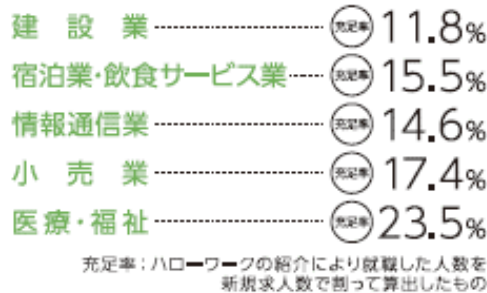 建設業 充足率 11.8%
宿泊業・飲食サービス業 充足率 15.5%
情報通信業 充足率 14.6%
小売業 充足率 17.4%
医療・福祉 充足率 23.5%
充足率：ハローワークの紹介により就職した人数を
新規求人数で割って算出したもの